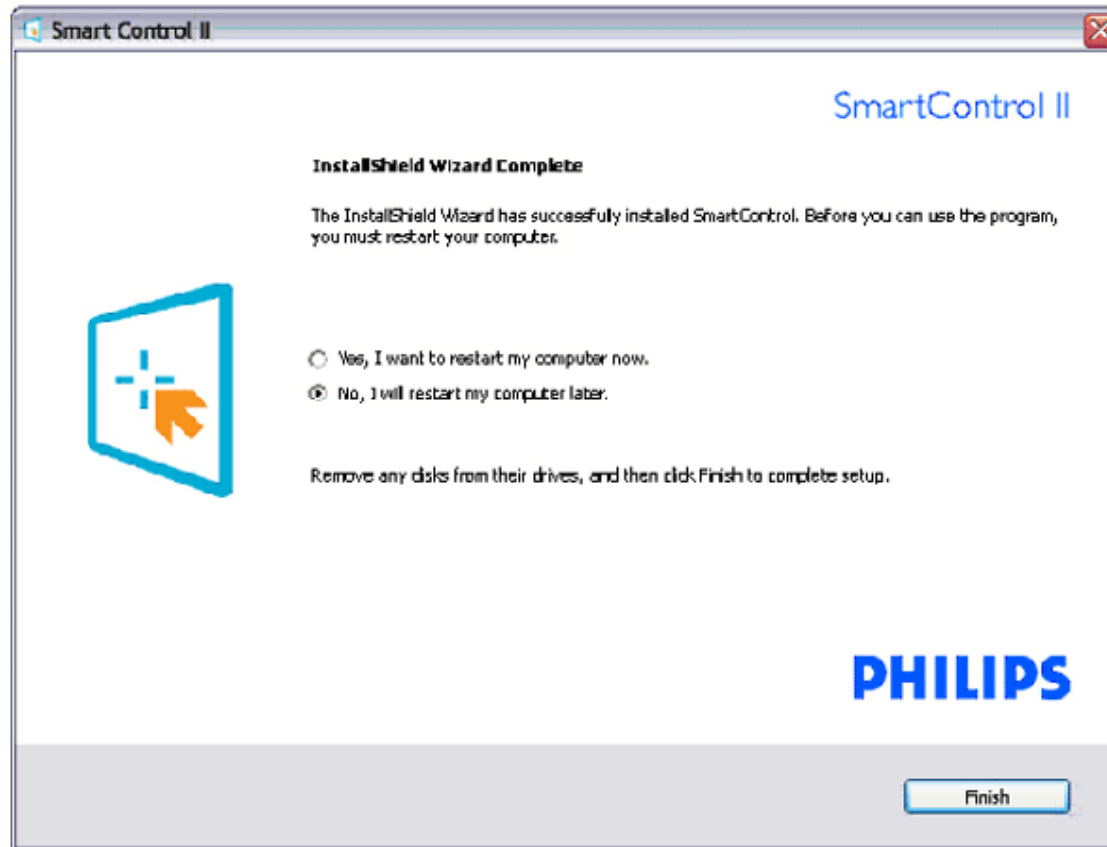 Smart Control II
SmartControl II
InstallShield Wizard Complete
The InstallShield Wizard has successfully installed SmartControl. Before you can use the program,
you must restart your computer.
Yes, I want to restart my computer now.
No, I will restart my computer later.
Remove any disks from their drives, and then click Finish to complete setup.
PHILIPS
Finish